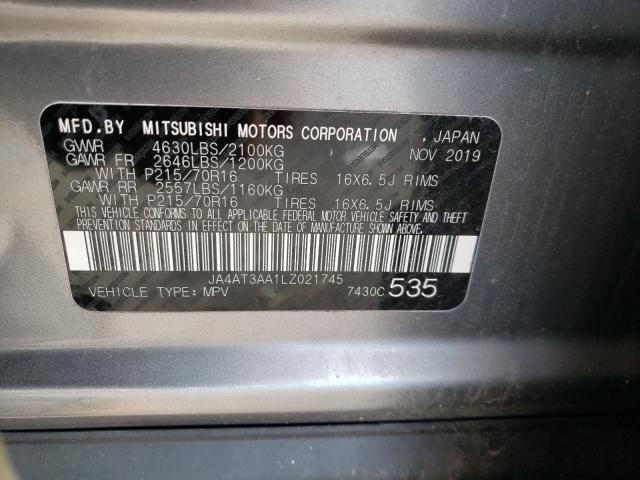 MFD.BY MITSUBISHI MOTORS CORPORATION , JAPAN
GVWR 4630LBS/2100KG NOV 2019
GAWR FR 2646LBS/1200KG
WITH P215/70R16 TIRES 16X6.5J RIMS
GAWR RR 2557LBS/1160KG
WITH P215/70R16 TIRES 16X6.5J RIMS
THIS VEHICLE CONFORMS TO ALL APPLICABLE FEDERAL MOTOR VEHICLE SAFETY AND THEFT
PREVENTION STANDARDS IN EFFECT ON THE DATE OF MANUFACTURE SHOWN ABOVE.
JA4AT3AA1LZ021745
VEHICLE TYPE: MPV 7430C 535